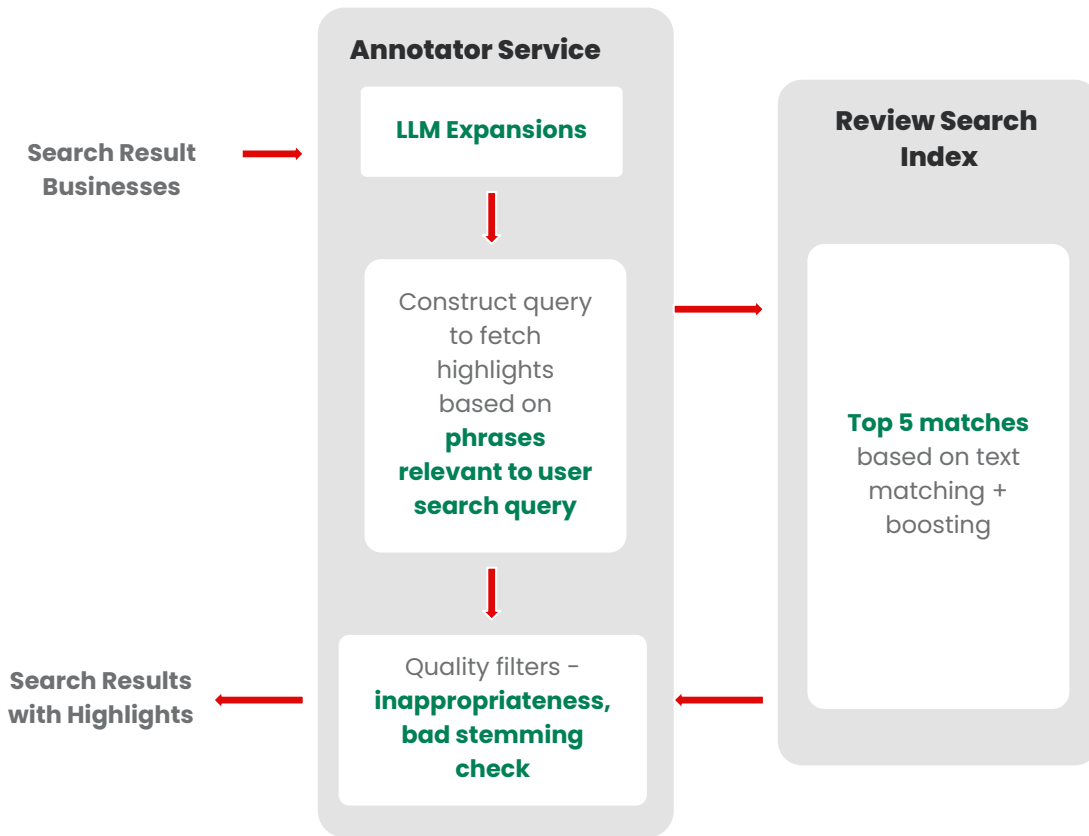 Annotator Service
LLM Expansions
Search Result
Businesses
Construct query
to fetch
highlights
based on
phrases
relevant to user
search query
Quality filters -
inappropriateness,
bad stemming
check
Search Results
with Highlights
Review Search
Index
Top 5 matches
based on text
matching +
boosting